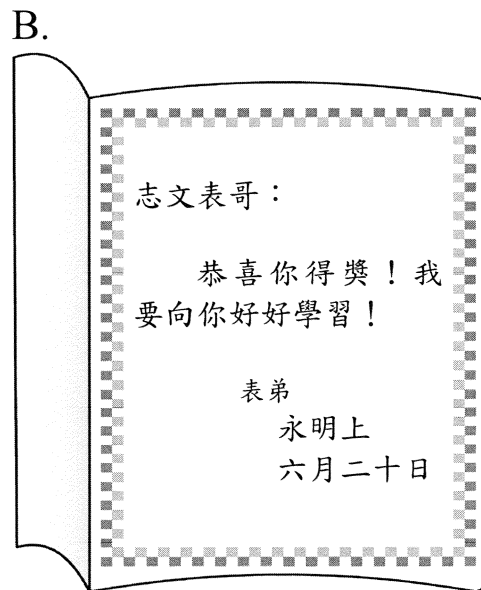 B.
志文表哥：
恭喜你得獎！我
要向你好好學習！
表弟
永明上
六月二十日